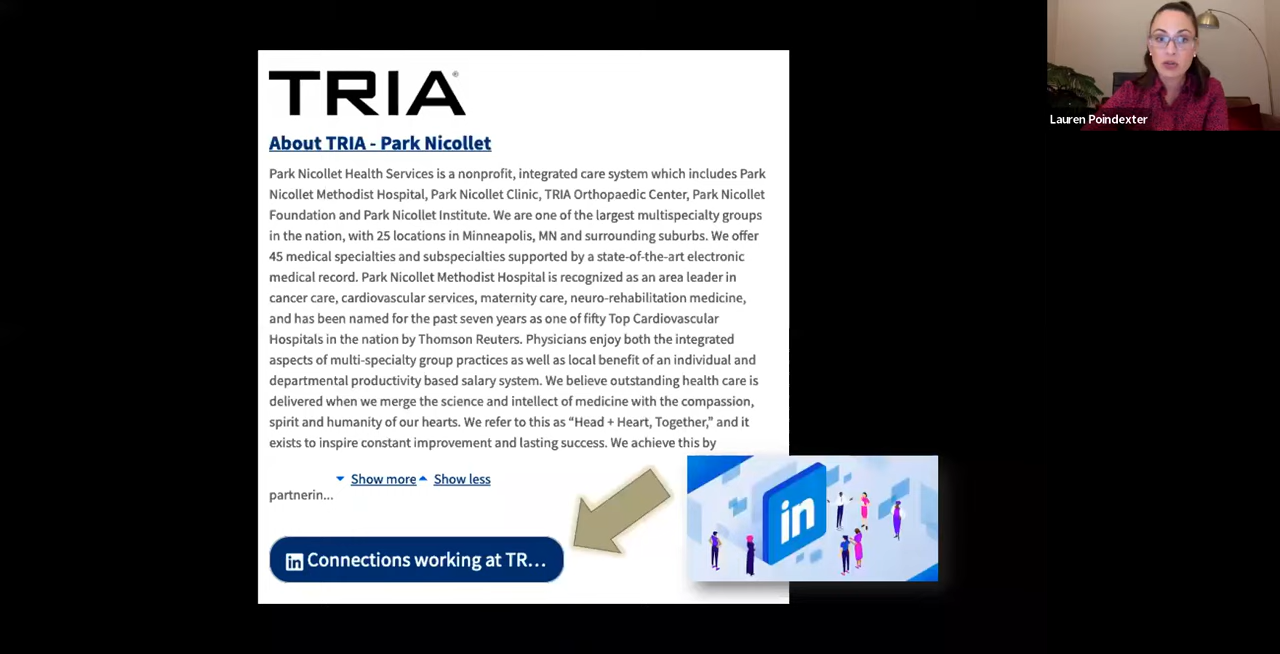 TRIA®
About TRIA - Park Nicollet
Park Nicollet Health Services is a nonprofit, integrated care system which includes Park
Nicollet Methodist Hospital, Park Nicollet Clinic, TRIA Orthopaedic Center, Park Nicollet
Foundation and Park Nicollet Institute. We are one of the largest multispecialty groups
in the nation, with 25 locations in Minneapolis, MN and surrounding suburbs. We offer
45 medical specialties and subspecialties supported by a state-of-the-art electronic
medical record. Park Nicollet Methodist Hospital is recognized as an area leader in
cancer care, cardiovascular services, maternity care, neuro-rehabilitation medicine,
and has been named for the past seven years as one of fifty Top Cardiovascular
Hospitals in the nation by Thomson Reuters. Physicians enjoy both the integrated
aspects of multi-specialty group practices as well as local benefit of an individual and
departmental productivity based salary system. We believe outstanding health care is
delivered when we merge the science and intellect of medicine with the compassion,
spirit and humanity of our hearts. We refer to this as “Head + Heart, Together,” and it
exists to inspire constant improvement and lasting success. We achieve this by
Show more Show less
partnerin...
in Connections working at TR...
in
Lauren Poindexter